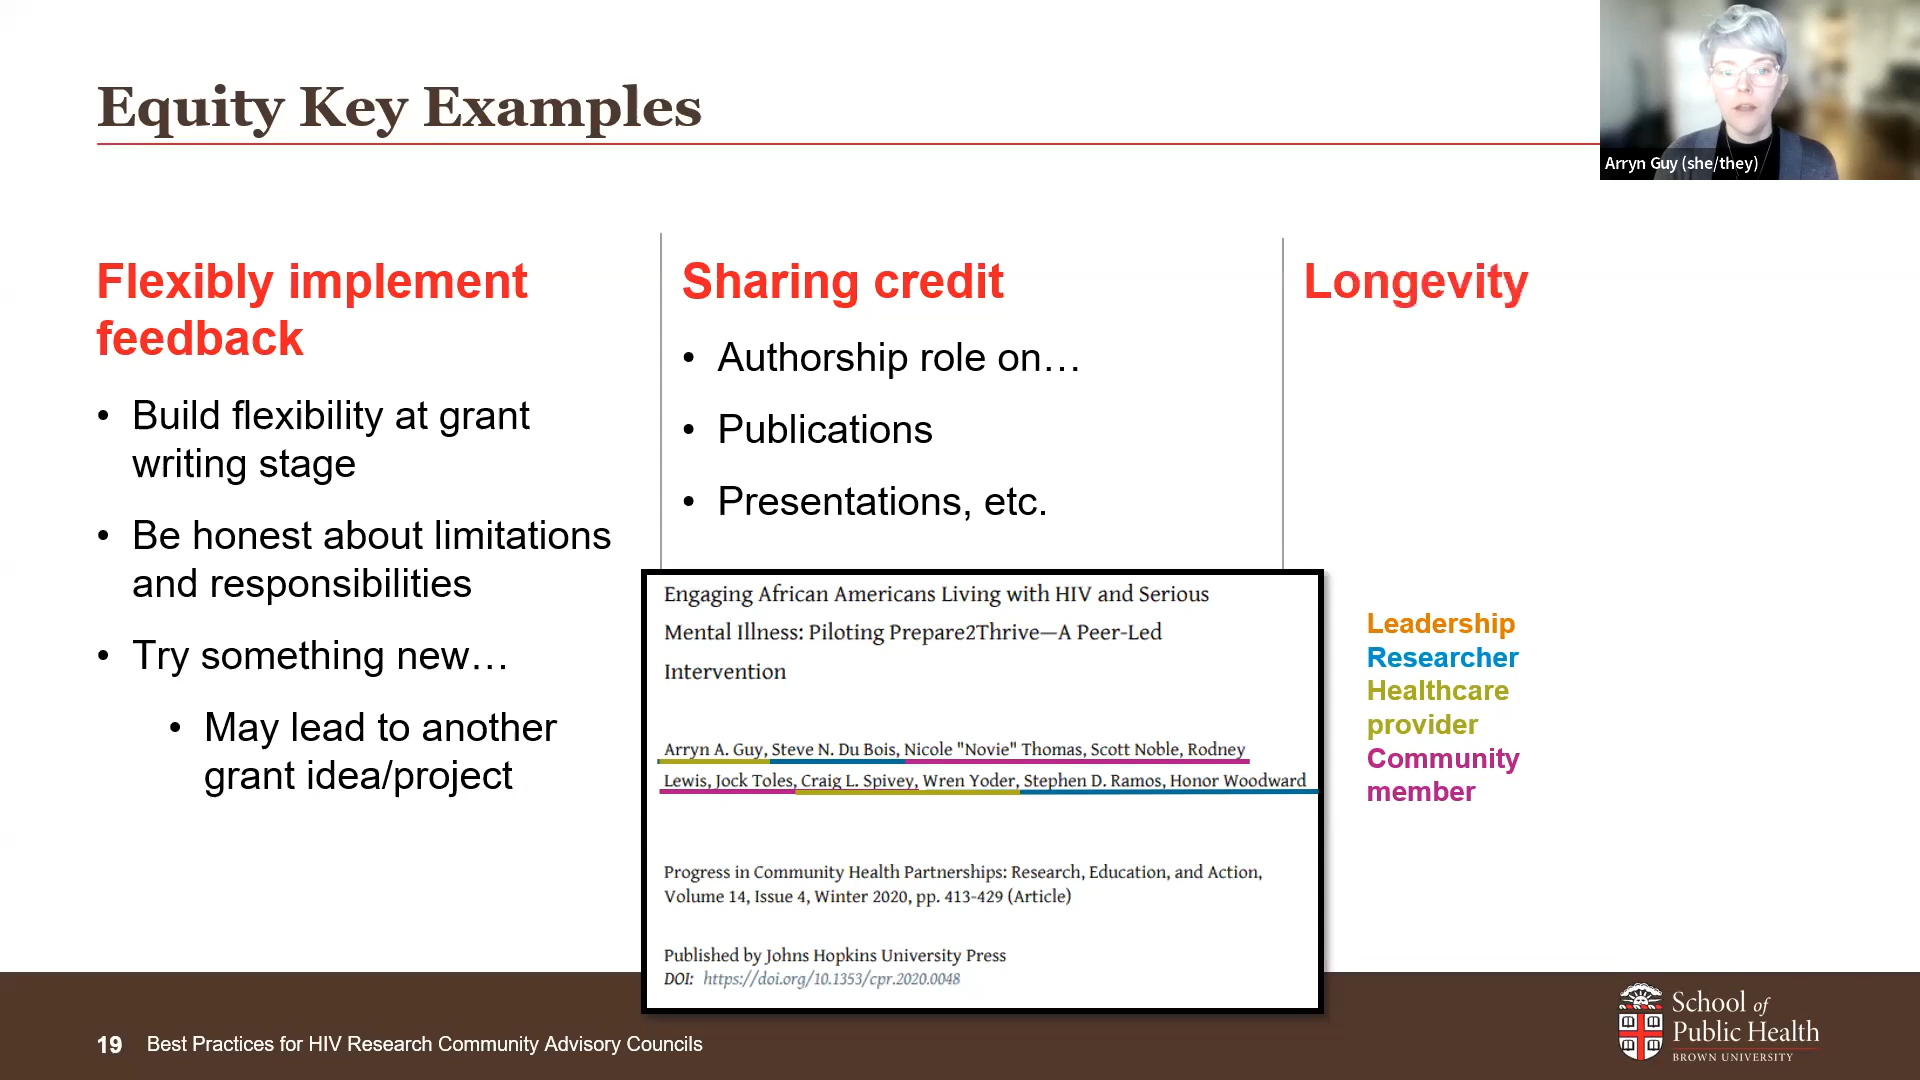 Equity Key Examples
Arryn Guy (she/they)
Flexibly implement
feedback
• Build flexibility at grant
writing stage
• Be honest about limitations
and responsibilities
• Try something new…
• May lead to another
grant idea/project
Sharing credit
• Authorship role on…
• Publications
• Presentations, etc.
Engaging African Americans Living with HIV and Serious
Mental Illness: Piloting Prepare2Thrive—A Peer-Led
Intervention
Arryn A. Guy, Steve N. Du Bois, Nicole "Novie" Thomas, Scott Noble, Rodney
Lewis, Jock Toles, Craig L. Spivey, Wren Yoder, Stephen D. Ramos, Honor Woodward
Progress in Community Health Partnerships: Research, Education, and Action,
Volume 14, Issue 4, Winter 2020, pp. 413-429 (Article)
Published by Johns Hopkins University Press
DOI: https://doi.org/10.1353/cpr.2020.0048
Longevity
Leadership
Researcher
Healthcare
provider
Community
member
19 Best Practices for HIV Research Community Advisory Councils
School of
Public Health
BROWN UNIVERSITY